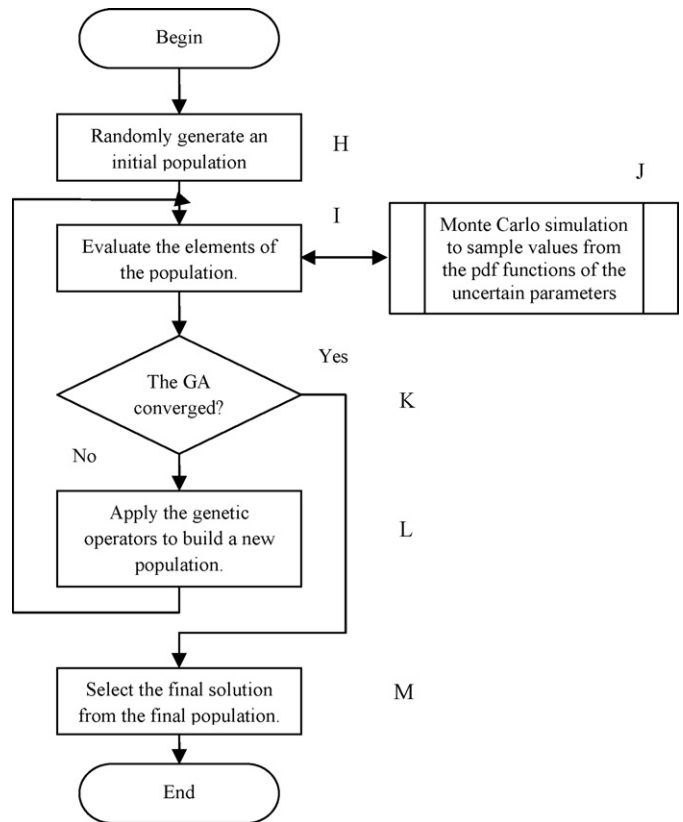 Begin
Randomly generate an
initial population
H
J
I
Evaluate the elements of
the population.
Monte Carlo simulation
to sample values from
the pdf functions of the
uncertain parameters
Yes
The GA
converged?
K
No
Apply the genetic
operators to build a new
population.
L
Select the final solution
from the final population.
M
End